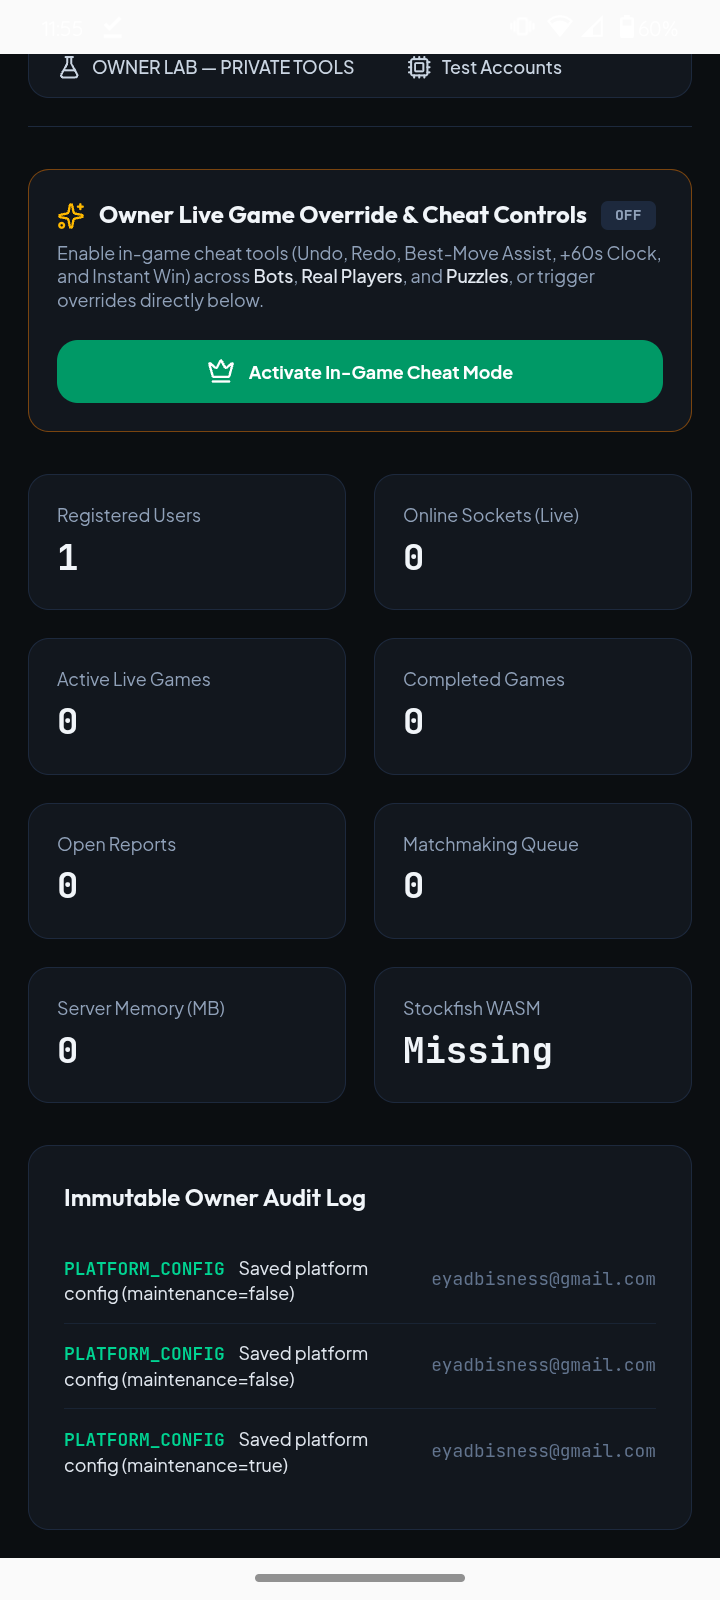 11:55
60%
OWNER LAB — PRIVATE TOOLS
Test Accounts
Owner Live Game Override & Cheat Controls
OFF
Enable in-game cheat tools (Undo, Redo, Best-Move Assist, +60s Clock,
and Instant Win) across Bots, Real Players, and Puzzles, or trigger
overrides directly below.
Activate In-Game Cheat Mode
Registered Users
1
Online Sockets (Live)
0
Active Live Games
0
Completed Games
0
Open Reports
0
Matchmaking Queue
0
Server Memory (MB)
0
Stockfish WASM
Missing
Immutable Owner Audit Log
PLATFORM_CONFIG Saved platform
config (maintenance=false)
eyadbisness@gmail.com
PLATFORM_CONFIG Saved platform
config (maintenance=false)
eyadbisness@gmail.com
PLATFORM_CONFIG Saved platform
config (maintenance=true)
eyadbisness@gmail.com